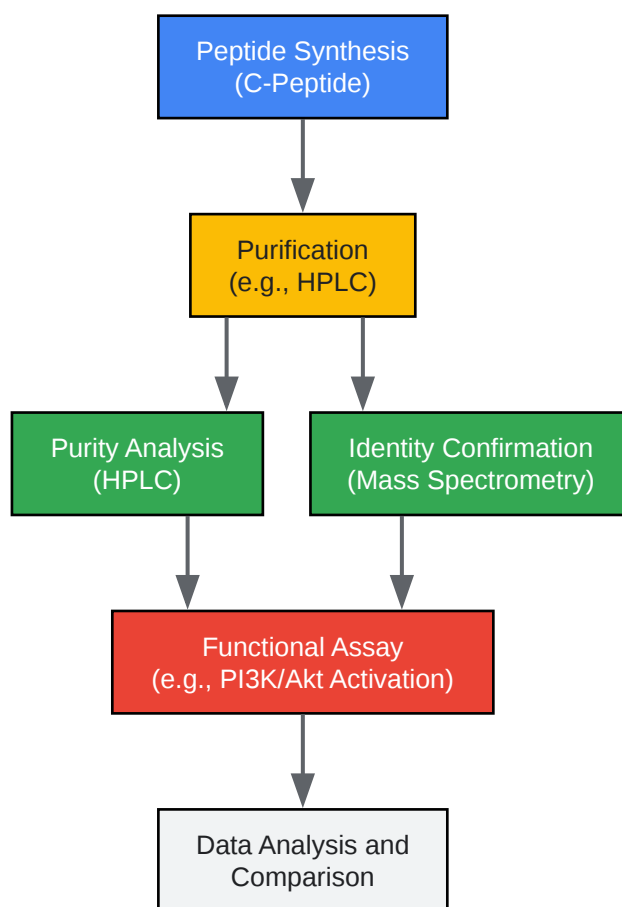 Peptide Synthesis
(C-Peptide)
Purification
(e.g., HPLC)
Purity Analysis
(HPLC)
Identity Confirmation
(Mass Spectrometry)
Functional Assay
(e.g., PI3K/Akt Activation)
Data Analysis and
Comparison